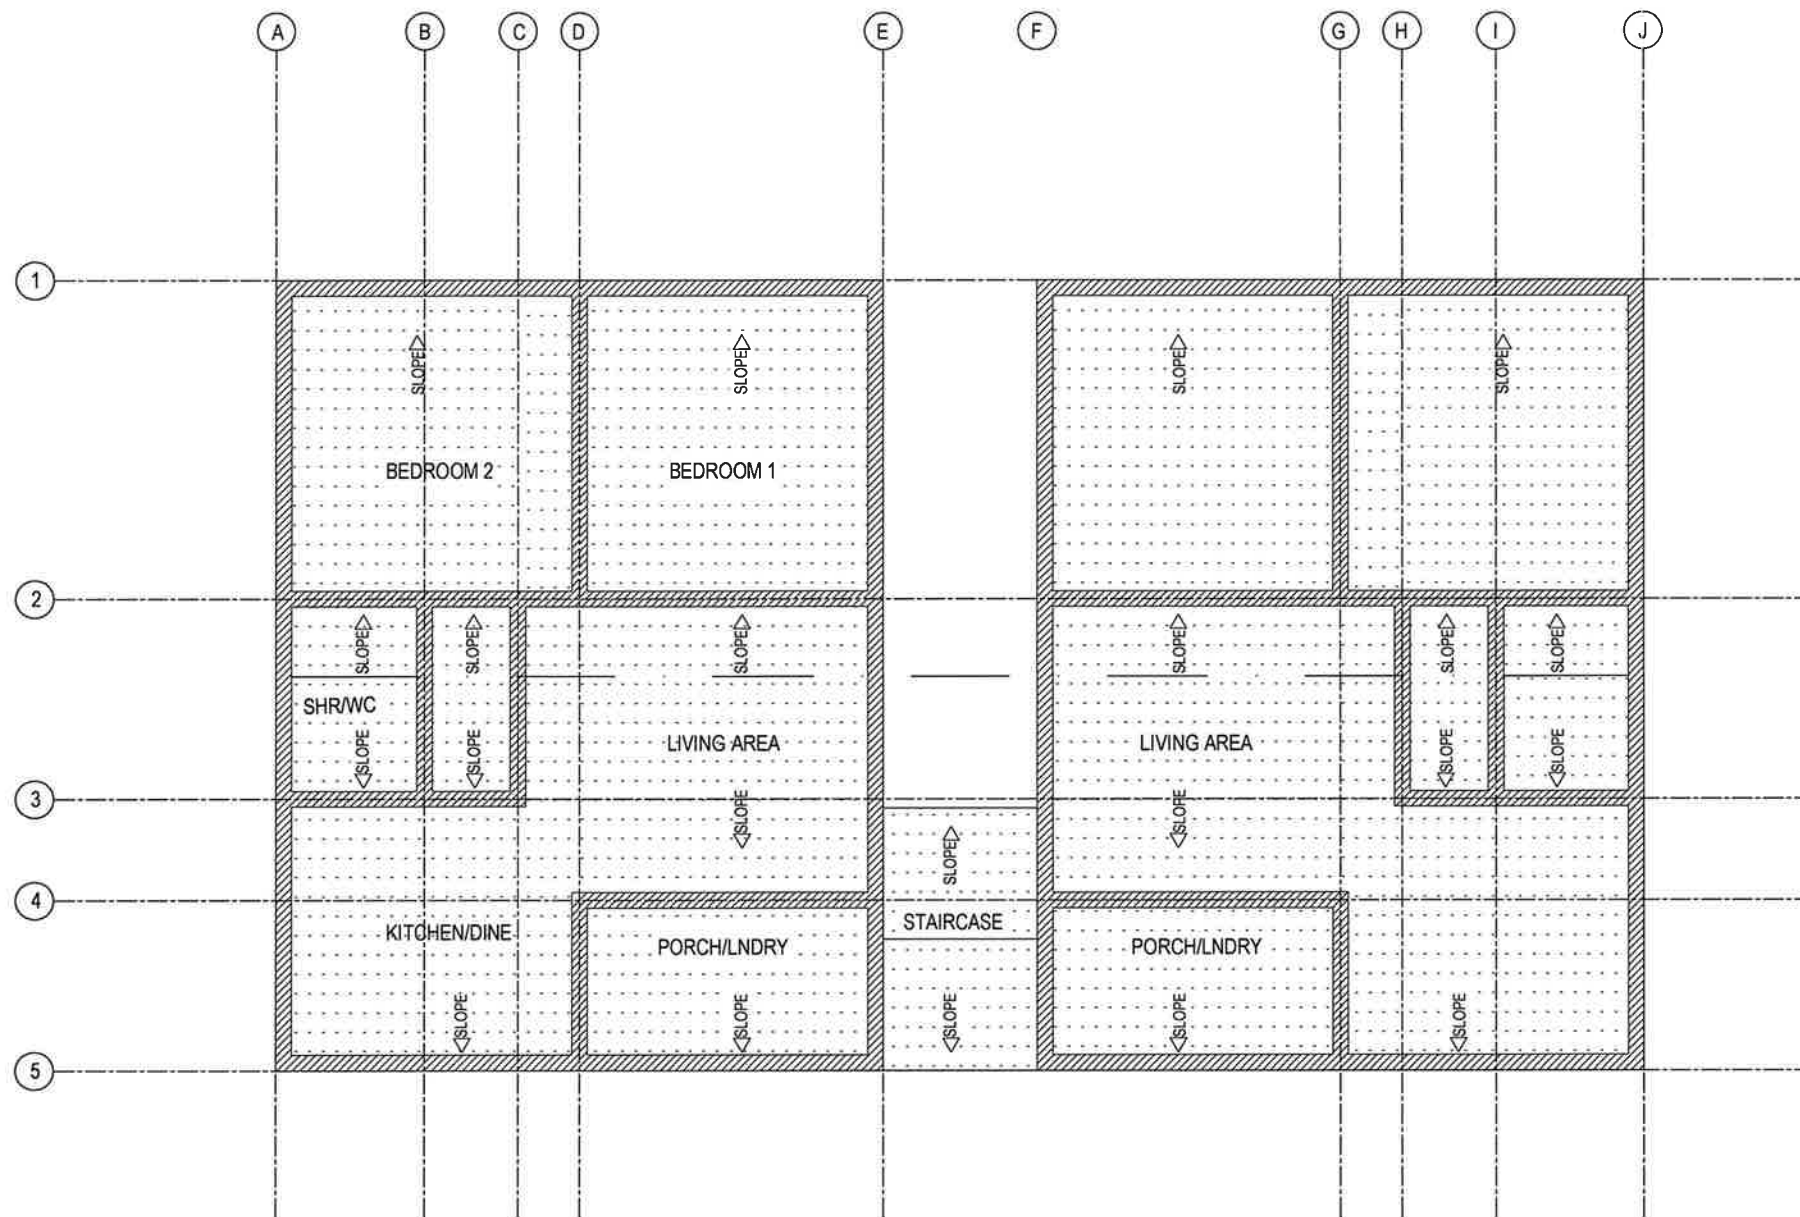 A B C D E F G H I J
1
SLOPE SLOPE SLOPE SLOPE
BEDROOM 2 BEDROOM 1
2
SLOPE SLOPE SLOPE SLOPE SLOPE SLOPE
SHR/WC
LIVING AREA LIVING AREA
SLOPE SLOPE SLOPE SLOPE
3
SLOPE SLOPE
SLOPE
4
STAIRCASE
KITCHEN/DINE
PORCH/LNDRY PORCH/LNDRY
SLOPE SLOPE SLOPE SLOPE SLOPE
5